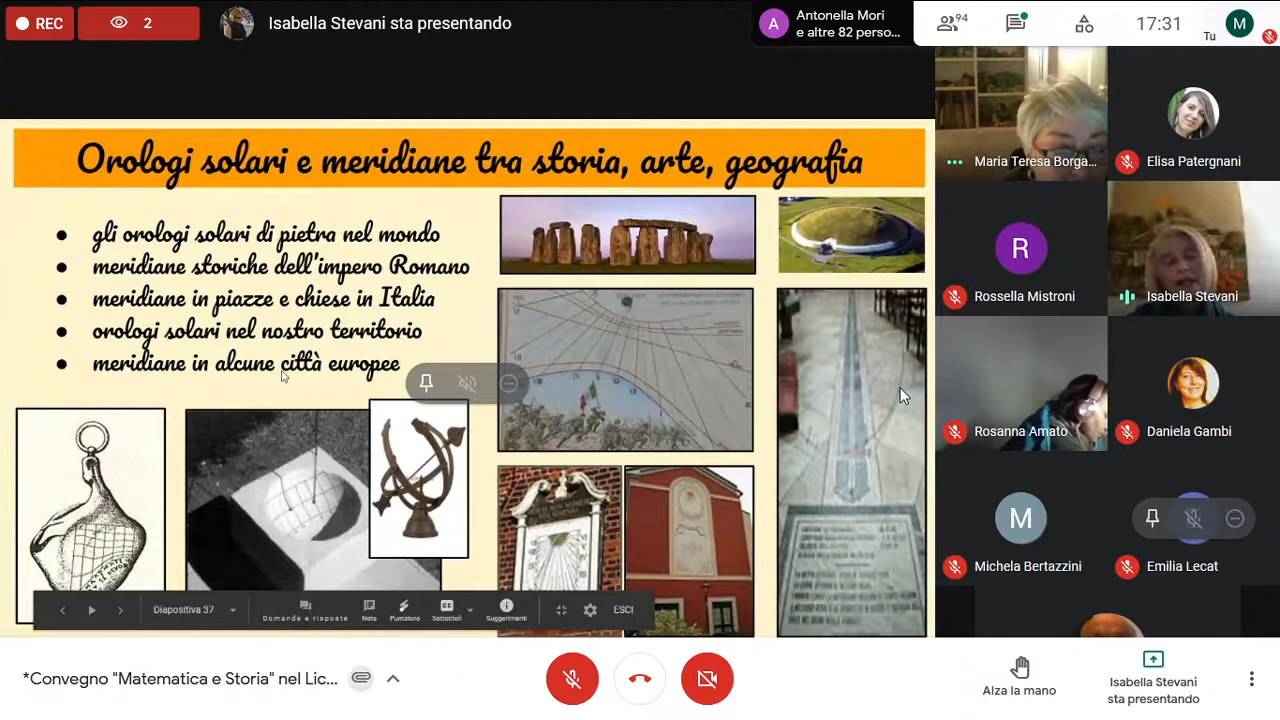 REC
2
Isabella Stevani sta presentando
A
Antonella Mori
e altre 82 perso...
94
17:31
Tu
M
Orologi solari e meridiane tra storia, arte, geografia
gli orologi solari di pietra nel mondo
meridiane storiche dell'impero Romano
meridiane in piazze e chiese in Italia
orologi solari nel nostro territorio
meridiane in alcune città europee
Maria Teresa Borga...
Elisa Patergnani
R
Rossella Mistroni
Isabella Stevani
Rosanna Amato
Daniela Gambi
M
Michela Bertazzini
Emilia Lecat
Diapositiva 37
Domande e risposte
Note
Puntatore
Sottotitoli
Suggerimenti
ESCI
*Convegno "Matematica e Storia" nel Lic...
Alza la mano
Isabella Stevani
sta presentando